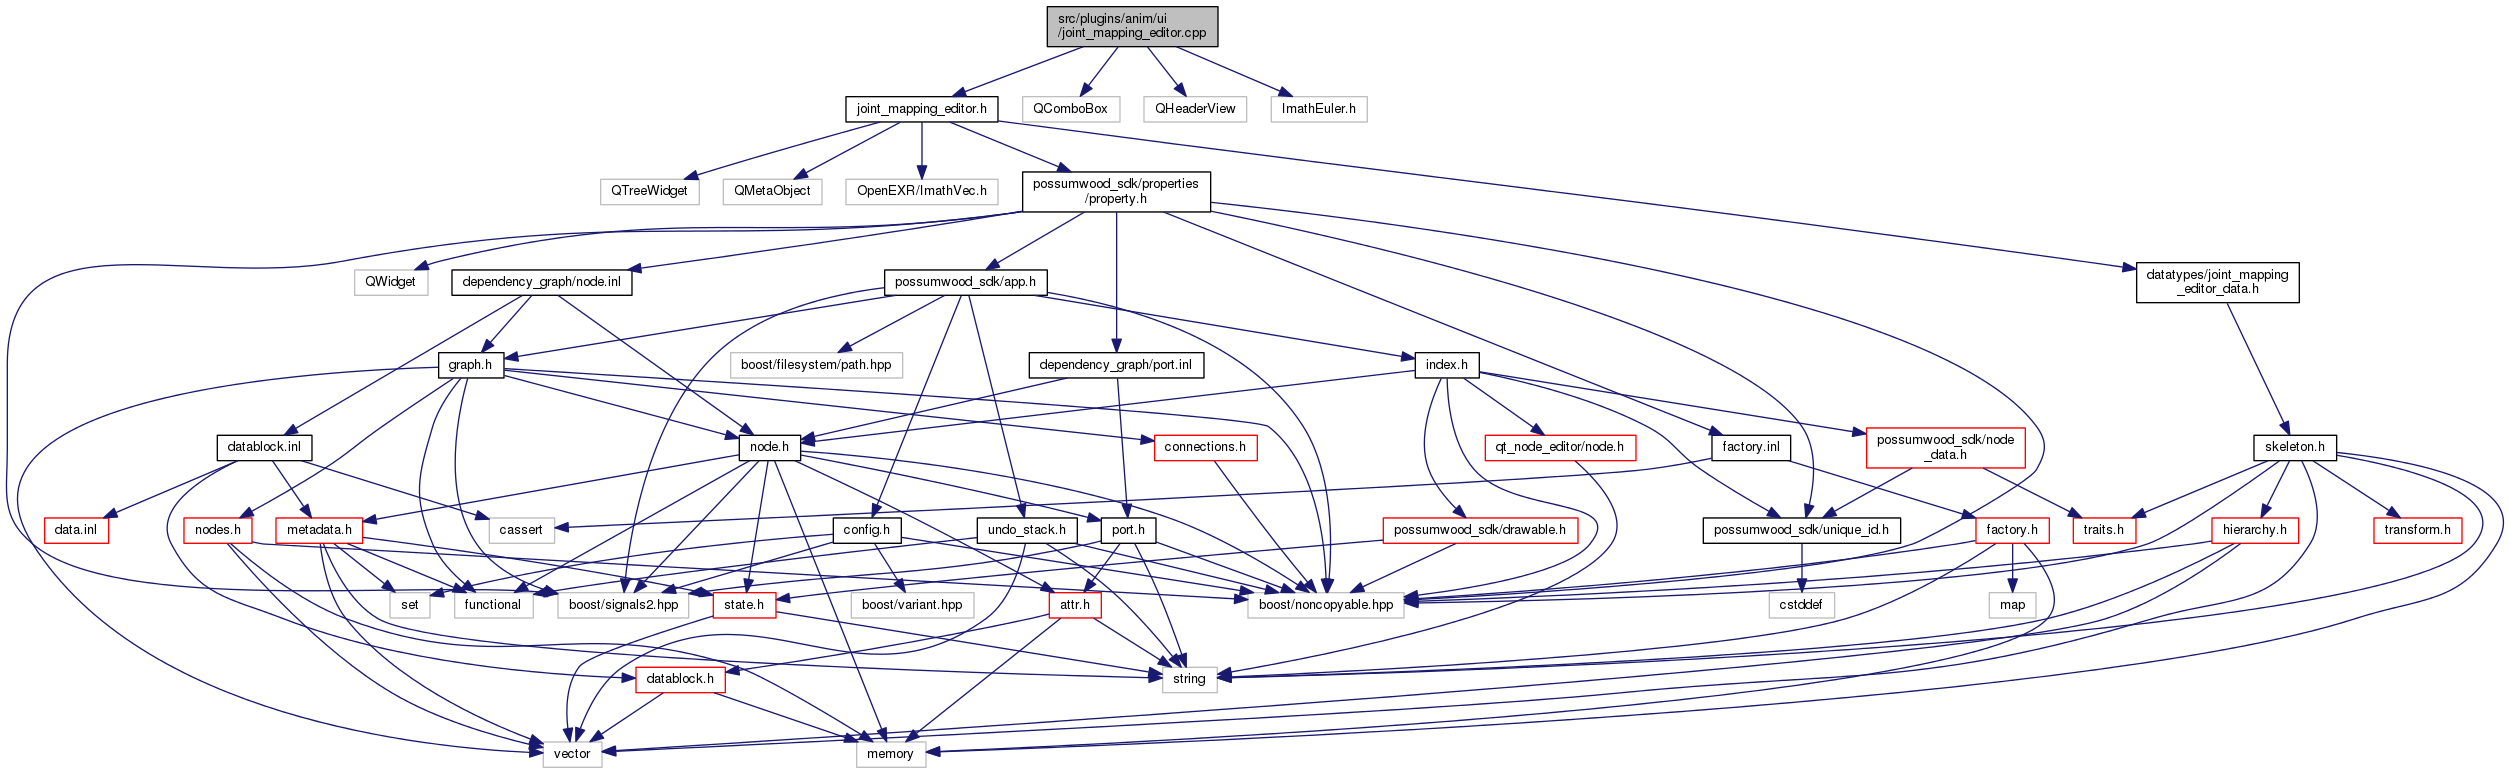 src/plugins/anim/ui
/joint_mapping_editor.cpp
joint_mapping_editor.h
QComboBox
QHeaderView
ImathEuler.h
QTreeWidget
QMetaObject
OpenEXR/ImathVec.h
possumwood_sdk/properties
/property.h
QWidget
dependency_graph/node.inl
possumwood_sdk/app.h
datatypes/joint_mapping
_editor_data.h
graph.h
boost/filesystem/path.hpp
dependency_graph/port.inl
index.h
datablock.inl
node.h
connections.h
qt_node_editor/node.h
factory.inl
possumwood_sdk/node
_data.h
skeleton.h
data.inl
nodes.h
metadata.h
cassert
config.h
undo_stack.h
port.h
possumwood_sdk/drawable.h
possumwood_sdk/unique_id.h
factory.h
traits.h
hierarchy.h
transform.h
set
functional
boost/signals2.hpp
state.h
boost/variant.hpp
attr.h
boost/noncopyable.hpp
cstddef
map
datablock.h
string
vector
memory